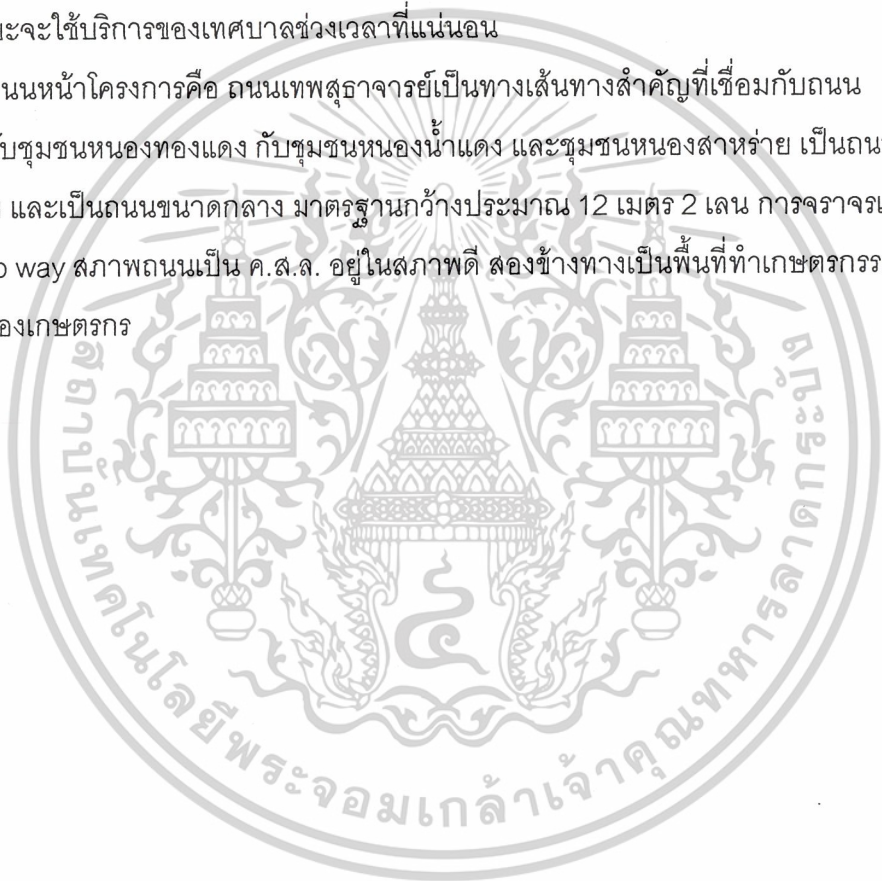 ยะจะใช้บริการของเทศบาลช่วงเวลาที่แน่นอน
นนหน้าโครงการคือ ถนนเทพสุธาจารย์เป็นทางเส้นทางสำคัญที่เชื่อมกับถนน
ับชุมชนหนองทองแดง กับชุมชนหนองน้ำแดง และชุมชนหนองสาหร่าย เป็นถน
และเป็นถนนขนาดกลาง มาตรฐานกว้างประมาณ 12 เมตร 2 เลน การจราจรเ
o way สภาพถนนเป็น ค.ส.ล. อยู่ในสภาพดี สองข้างทางเป็นพื้นที่ทำเกษตรกรร
องเกษตรกร
สถาบันเทคโนโลยีพระจอมเกล้าเจ้าคุณทหารลาดกระบัง
๔